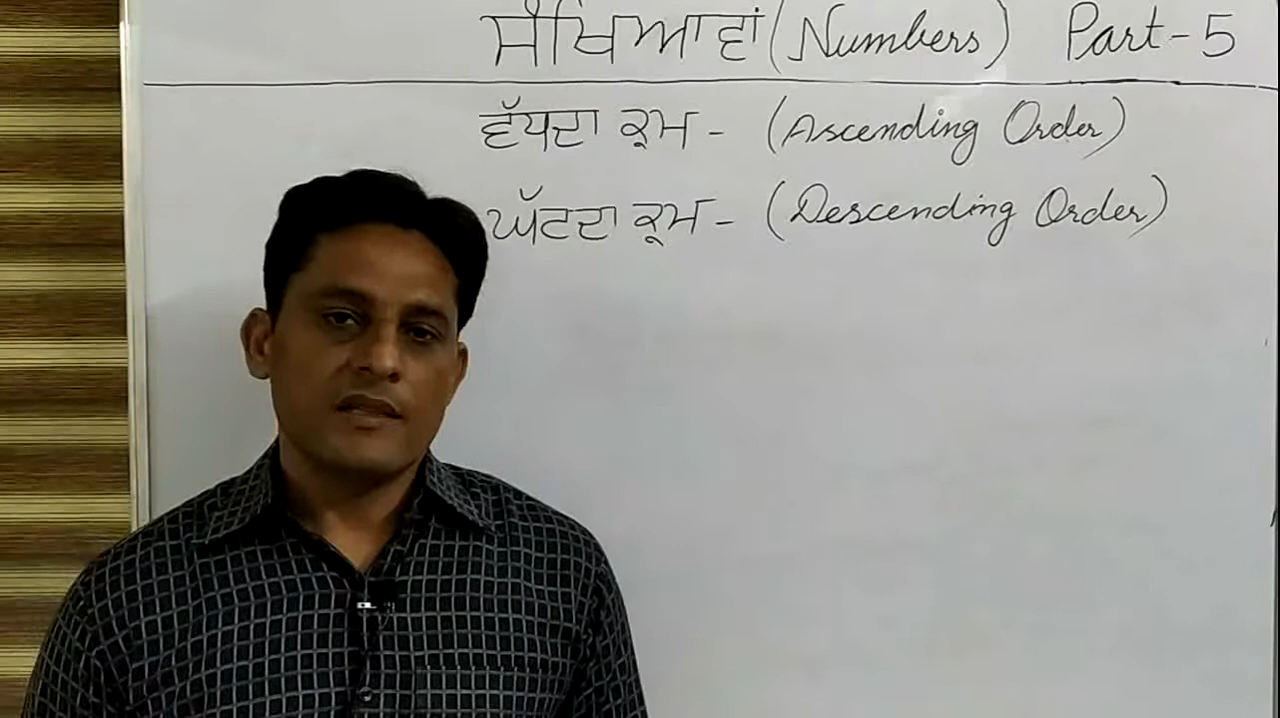 ਸੰਖਿਆਵਾਂ (Numbers) Part-5
ਵੱਧਦਾ ਕ੍ਰਮ - (Ascending Order)
ਘੱਟਦਾ ਕ੍ਰਮ - (Descending Order)